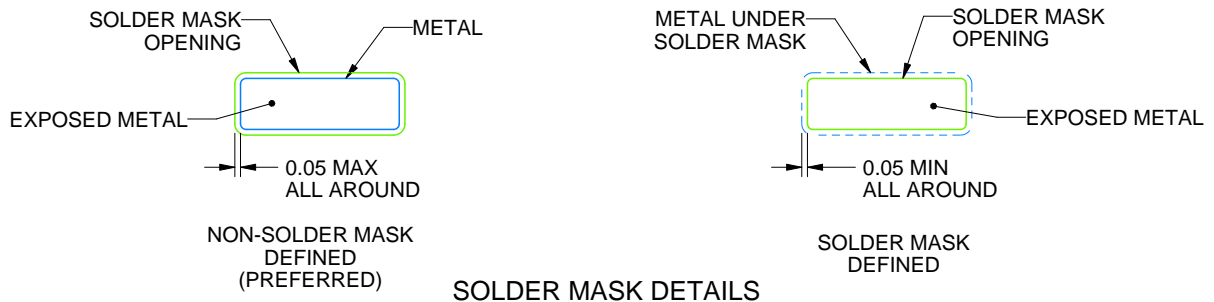 SOLDER MASK
OPENING
METAL
EXPOSED METAL
0.05 MAX
ALL AROUND
NON-SOLDER MASK
DEFINED
(PREFERRED)
METAL UNDER
SOLDER MASK
SOLDER MASK
OPENING
EXPOSED METAL
0.05 MIN
ALL AROUND
SOLDER MASK
DEFINED
SOLDER MASK DETAILS